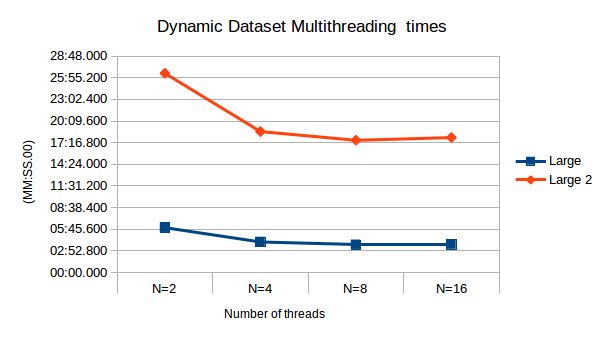 Dynamic Dataset Multithreading  times
28:48.000
25:55.200
23:02.400
20:09.600
17:16.800
14:24.000
11:31.200
08:38.400
05:45.600
02:52.800
00:00.000
(MM:SS.00)
N=2 N=4 N=8 N=16
Number of threads
Large
Large 2